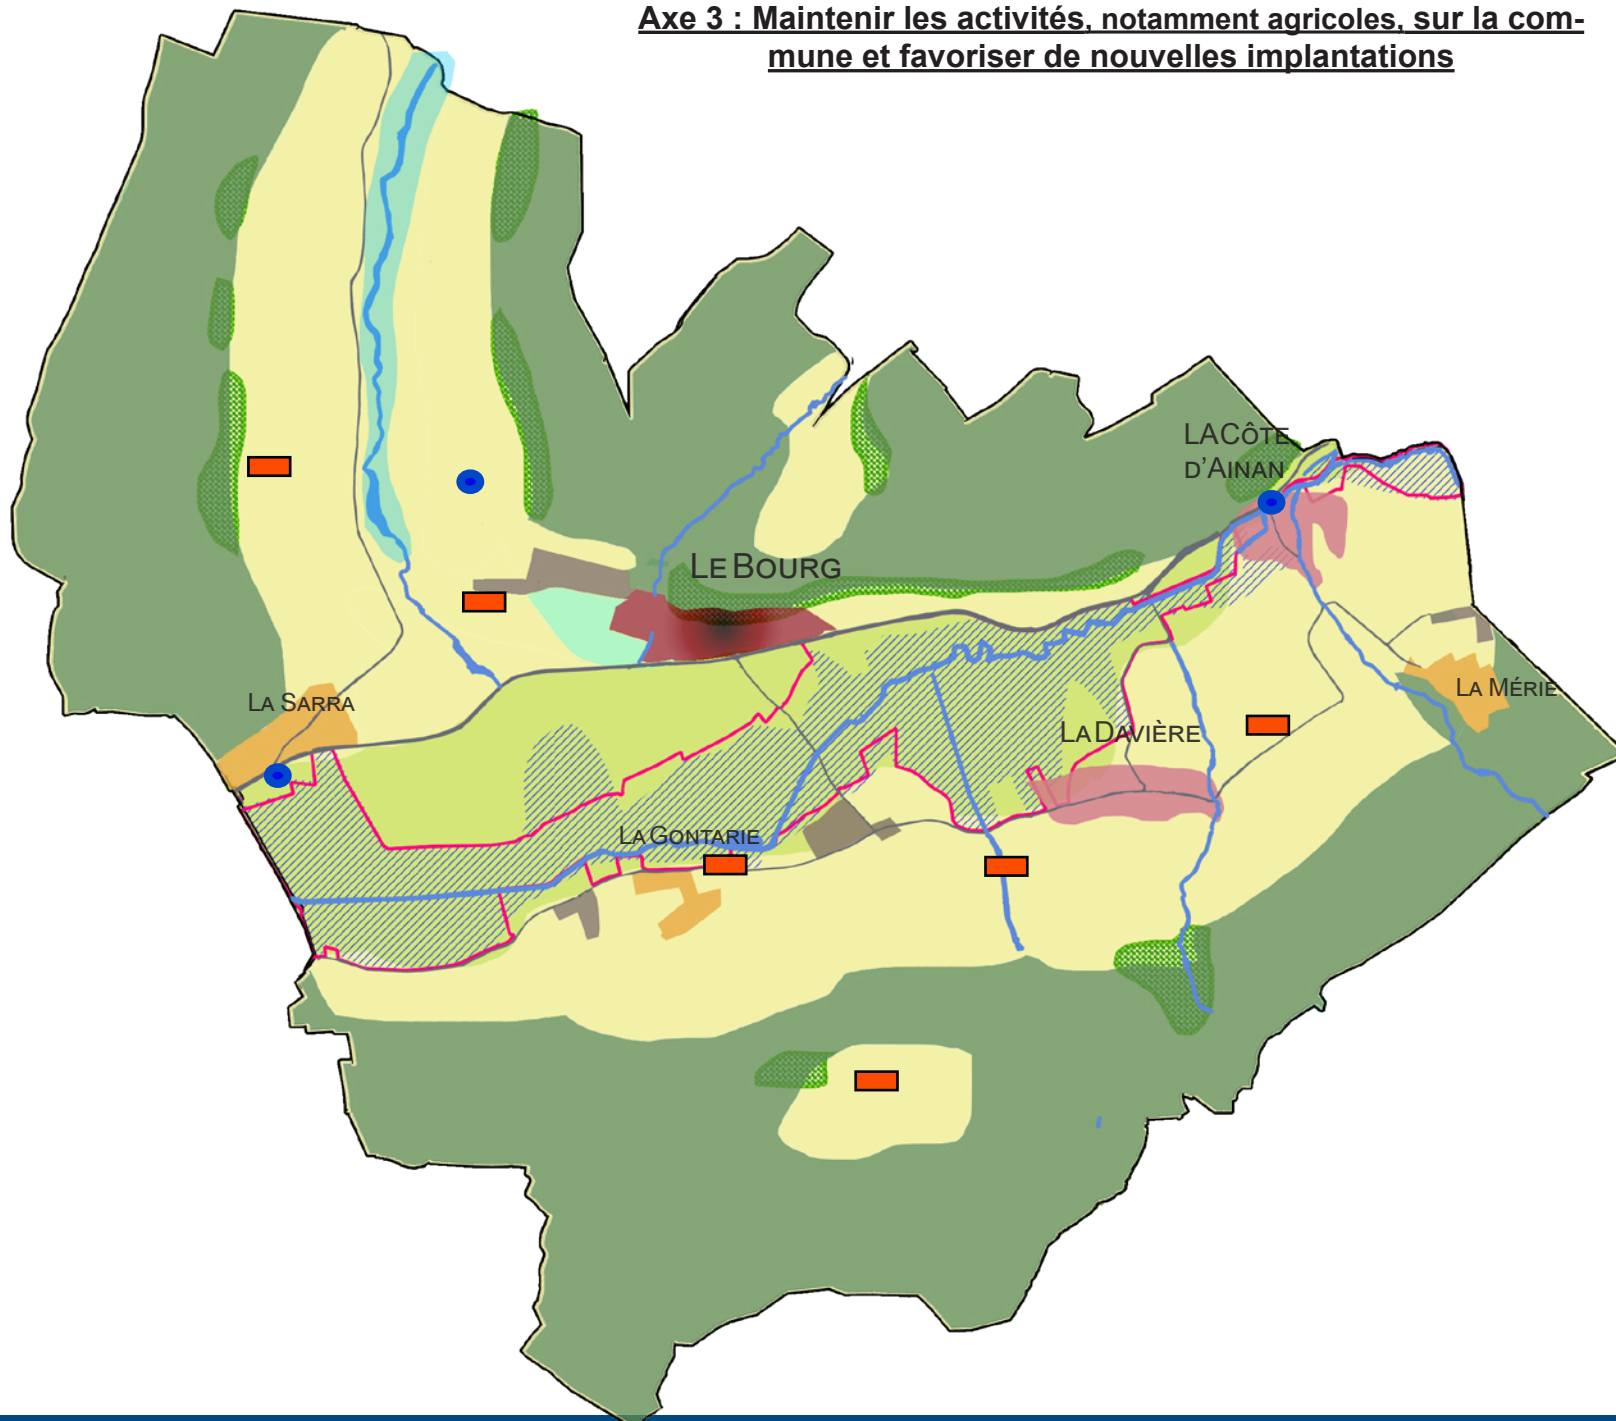 Axe 3 : Maintenir les activités, notamment agricoles, sur la com-
mune et favoriser de nouvelles implantations
LA CÔTE
D'AINAN
LE BOURG
LA SARRA
LA MÉRIE
LA DAVIÈRE
LA GONTARIE